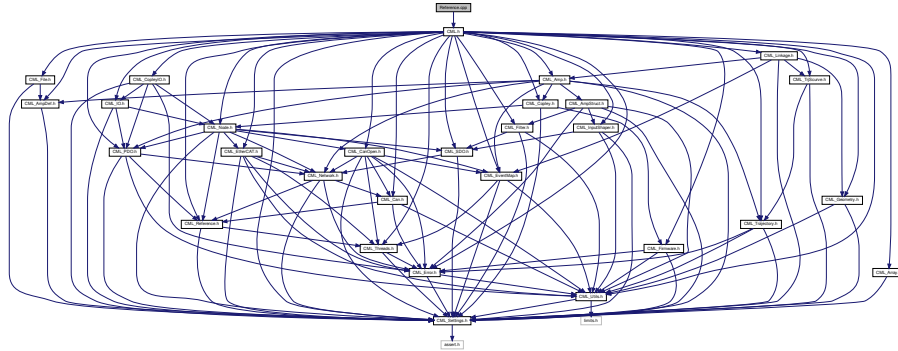 Reference.cpp
CML.h
CML_Linkage.h
CML_File.h
CML_CopleyIO.h
CML_Amp.h
CML_TrjScurve.h
CML_AmpDef.h
CML_IO.h
CML_Copley.h
CML_AmpStruct.h
CML_Node.h
CML_Filter.h
CML_InputShaper.h
CML_PDO.h
CML_EtherCAT.h
CML_CanOpen.h
CML_SDO.h
CML_Network.h
CML_EventMap.h
CML_Can.h
CML_Geometry.h
CML_Reference.h
CML_Trajectory.h
CML_Threads.h
CML_Firmware.h
CML_Error.h
CML_Array.h
CML_Utils.h
CML_Settings.h
limits.h
assert.h